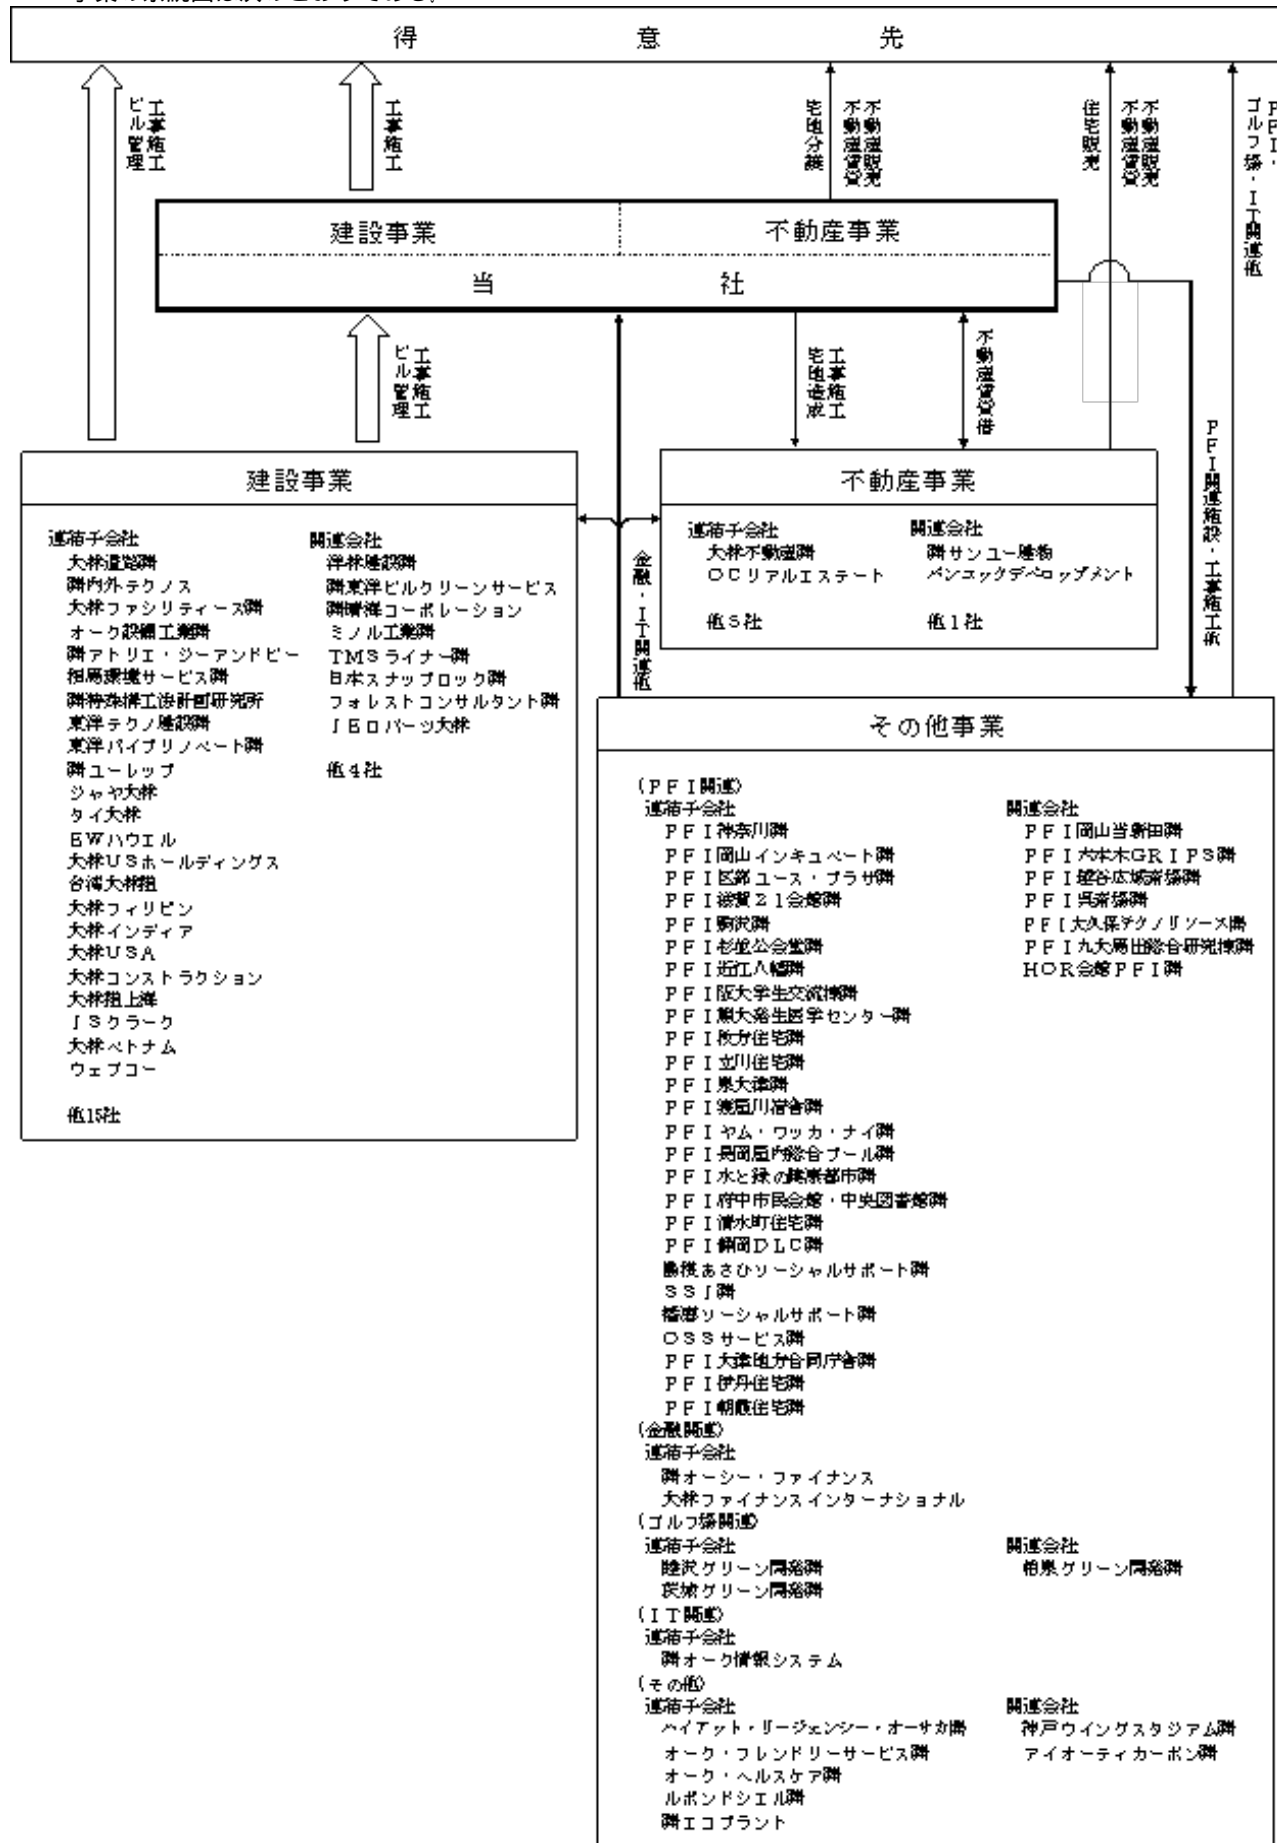 得意先
工事施工
ビル管理
工事施工
不動産販売
不動産賃貸
宅地分譲
不動産販売
不動産賃貸
住宅販売
PFI・
ゴルフ場・IT関連他
建設事業
不動産事業
当社
工事施工
ビル管理
工事施工
宅地造成
不動産賃貸借
PFI関連施設・工事施工他
金融・IT関連他
建設事業
連結子会社
大林道路㈱
㈱内外テクノス
大林ファシリティーズ㈱
オーク設備工業㈱
㈱アトリエ・ジーアンドビー
相馬環境サービス㈱
㈱特殊構工法計画研究所
東洋テクノ建設㈱
東洋パイプリノベート㈱
㈱ユーレップ
ジャヤ大林
タイ大林
EWハウエル
大林USホールディングス
台湾大林組
大林フィリピン
大林インディア
大林USA
大林コンストラクション
大林組上海
JSクラーク
大林ベトナム
ウェブコー
他15社
関連会社
洋林建設㈱
㈱東洋ビルクリーンサービス
㈱晴海コーポレーション
ミノル工業㈱
TMSライナー㈱
日本スナップロック㈱
フォレストコンサルタント㈱
IEロパーツ大林
他4社
不動産事業
連結子会社
大林不動産㈱
OCリアルエステート
他5社
関連会社
㈱サンユー建物
バンコックデベロップメント
他1社
その他事業
(PFI関連)
連結子会社
PFI神奈川㈱
PFI岡山インキュベート㈱
PFI区部ユース・プラザ㈱
PFI滋賀21会館㈱
PFI駒沢㈱
PFI杉並公会堂㈱
PFI近江八幡㈱
PFI阪大学生交流棟㈱
PFI熊大発生医学センター㈱
PFI枚方住宅㈱
PFI立川住宅㈱
PFI泉大津㈱
PFI寝屋川宿舎㈱
PFIヤム・ワッカ・ナイ㈱
PFI長岡屋内総合プール㈱
PFI水と緑の健康都市㈱
PFI府中市民会館・中央図書館㈱
PFI清水町住宅㈱
PFI静岡DLC㈱
島根あさひソーシャルサポート㈱
SSJ㈱
播磨ソーシャルサポート㈱
OSSサービス㈱
PFI大津地方合同庁舎㈱
PFI伊丹住宅㈱
PFI朝霞住宅㈱
関連会社
PFI岡山当新田㈱
PFI六本木GRIPS㈱
PFI越谷広域斎場㈱
PFI呉斎場㈱
PFI大久保テクノリソース㈱
PFI九大馬出総合研究棟㈱
HOR会館PFI㈱
(金融関連)
連結子会社
㈱オーシー・ファイナンス
大林ファイナンスインターナショナル
(ゴルフ場関連)
連結子会社
睦沢グリーン開発㈱
茨城グリーン開発㈱
関連会社
相泉グリーン開発㈱
(IT関連)
連結子会社
㈱オーク情報システム
(その他)
連結子会社
ハイアット・リージェンシー・オーサカ㈱
オーク・フレンドリーサービス㈱
オーク・ヘルスケア㈱
ルポンドシエル㈱
㈱エコプラント
関連会社
神戸ウイングスタジアム㈱
アイオーティカーボン㈱